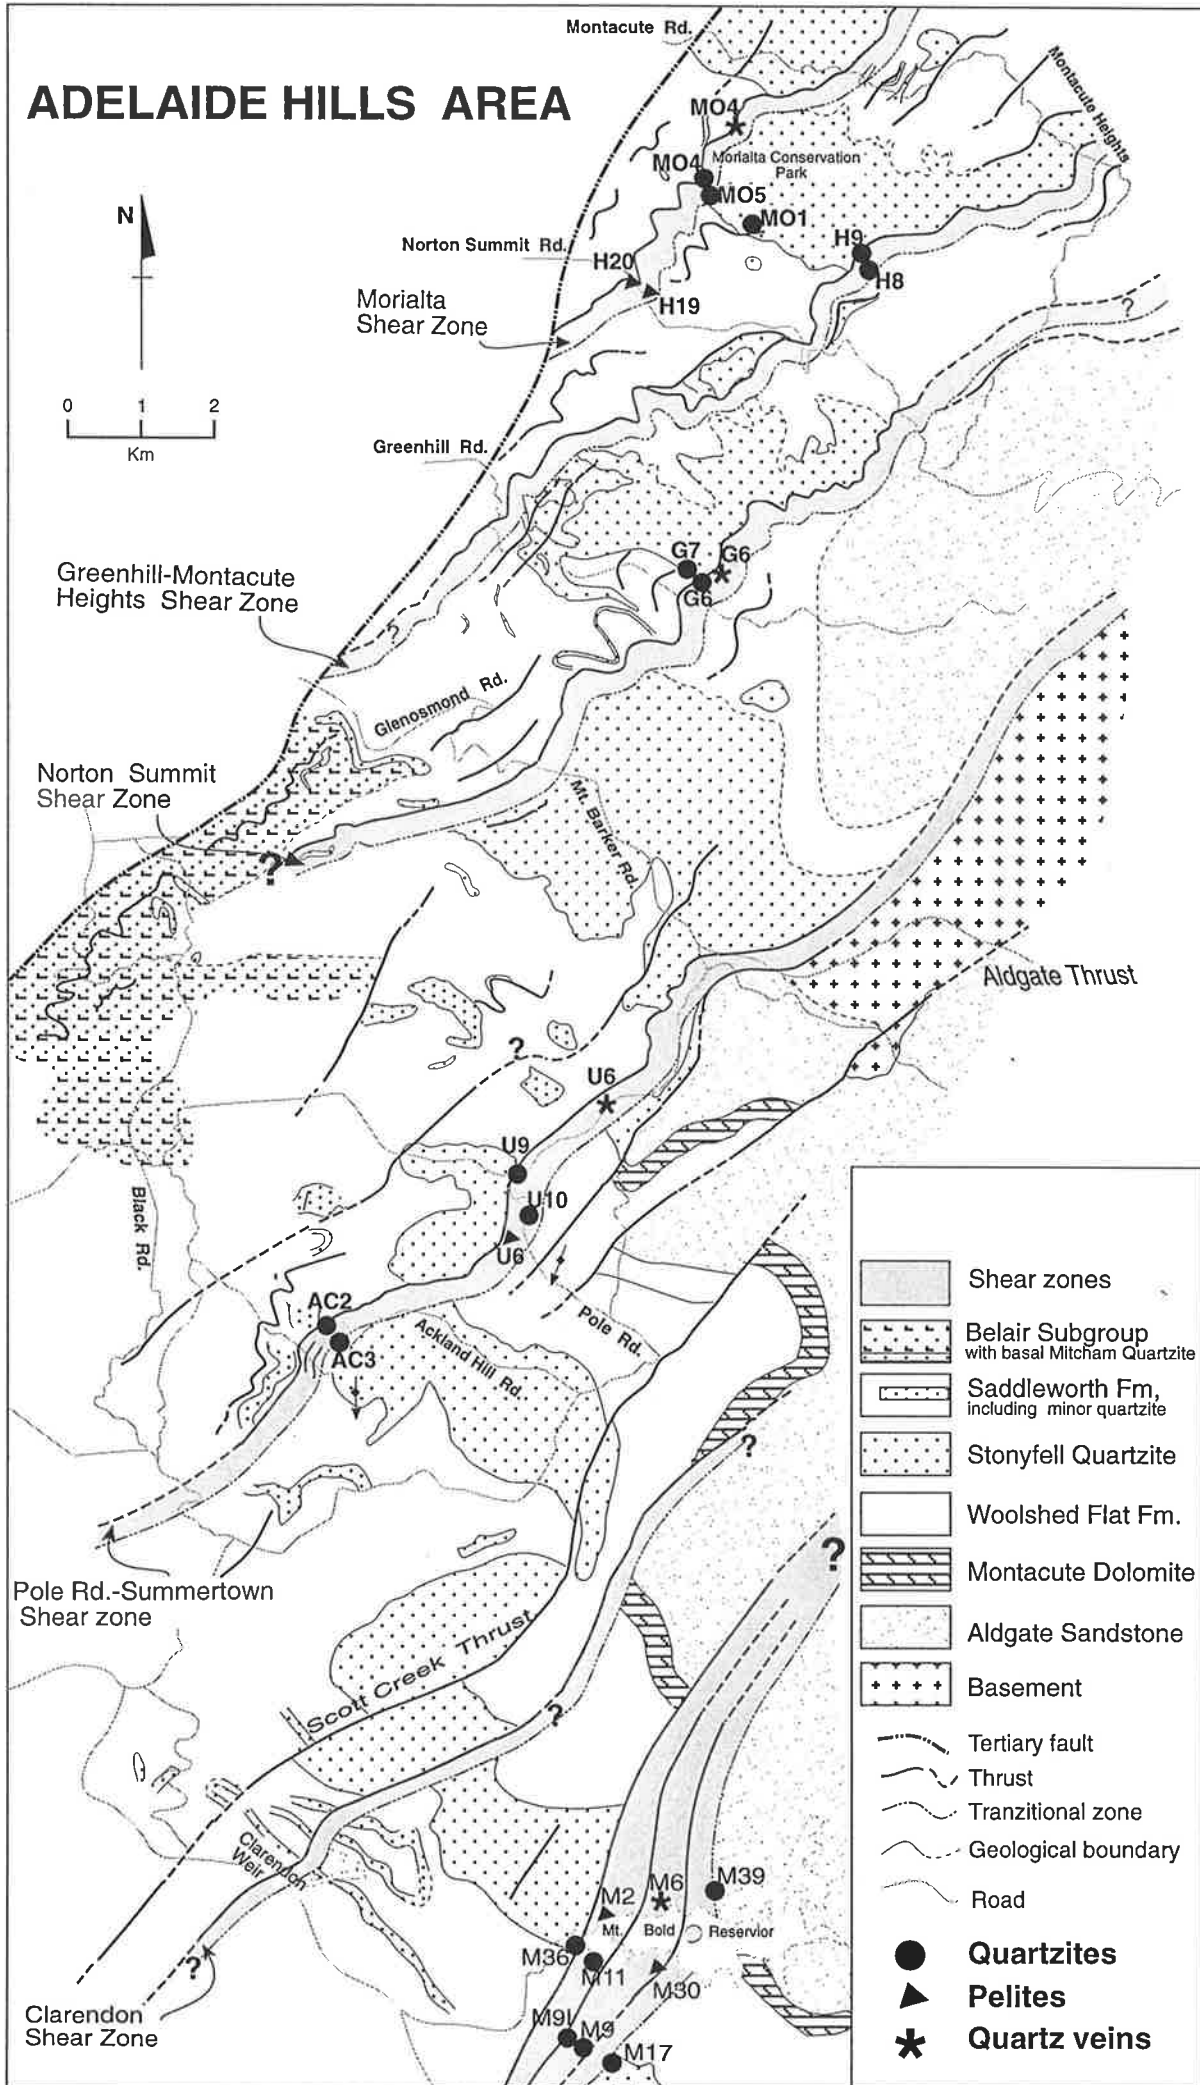 Montacute Rd.
ADELAIDE HILLS AREA
Montacute Heights
MO4
Morialta Conservation
Park
MO4
MO5
MO1
N
Norton Summit Rd.
H9
H20
H8
Morialta
Shear Zone
H19
?
0 1 2
Km
Greenhill Rd.
G7
G6
G6
Greenhill-Montacute
Heights Shear Zone
?
Glenosmond Rd.
Norton Summit
Shear Zone
?
Mt. Barker Rd.
Aldgate Thrust
?
U6
U9
U10
U6
Black Rd.
AC2
AC3
Ackland Hill Rd.
Pole Rd.
?
?
Pole Rd.-Summertown
Shear zone
Scott Creek Thrust
?
Clarendon
Weir
M2
M6
M39
Mt. Bold Reservior
M36
M11
M30
?
Clarendon
Shear Zone
M9I
M9
M17
Shear zones
Belair Subgroup
with basal Mitcham Quartzite
Saddleworth Fm,
including minor quartzite
Stonyfell Quartzite
Woolshed Flat Fm.
Montacute Dolomite
Aldgate Sandstone
Basement
Tertiary fault
Thrust
Tranzitional zone
Geological boundary
Road
Quartzites
Pelites
Quartz veins